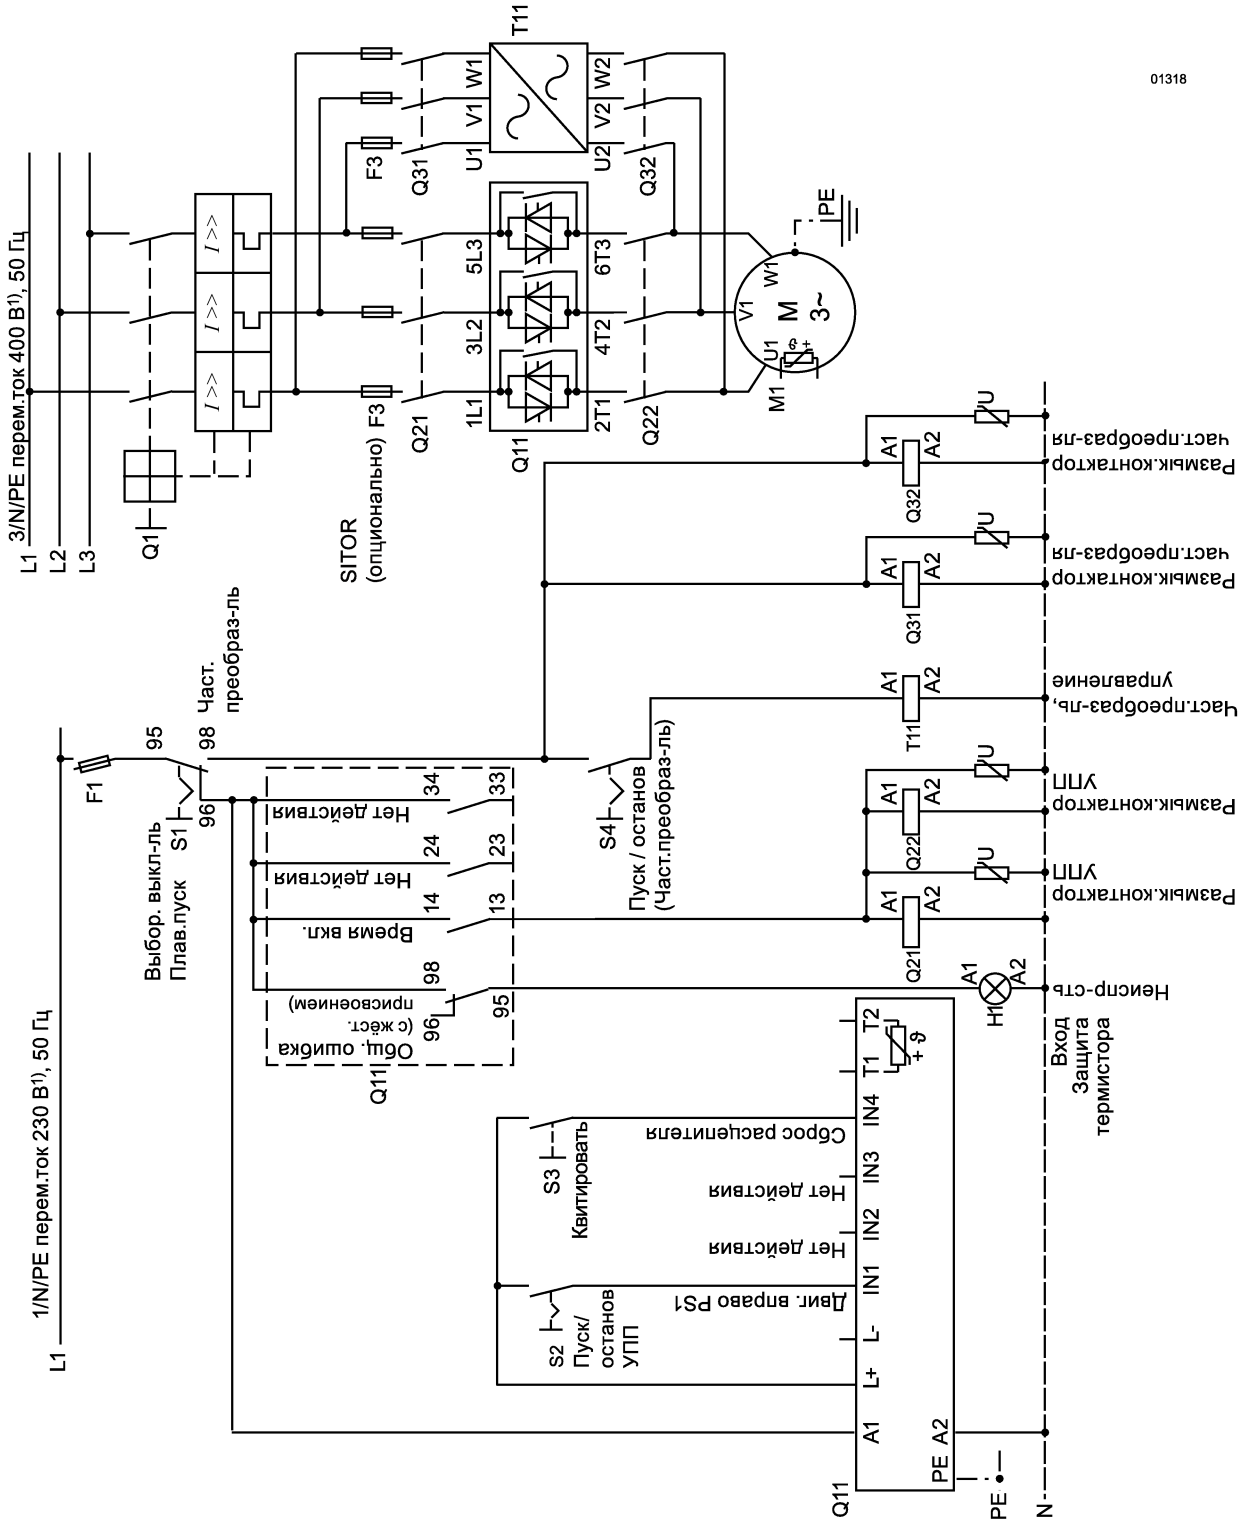 01318
3/N/PE перем.ток 400 В1), 50 Гц
L1
L2
L3
Q1
I >>
I >>
I >>
SITOR
(опционально)
F3
F3
Q21
Q31
1L1
3L2
5L3
U1
V1
W1
T11
Q11
2T1
4T2
6T3
U2
V2
W2
Q22
Q32
M1
U1
V1
W1
M
3~
ϑ
+
PE
1/N/PE перем.ток 230 В1), 50 Гц
L1
F1
Выбор. выкл-ль
Плав.пуск
S1
95
96
98
Част.
преобраз-ль
Q11
Общ. ошибка
(с жёст.
присвоением)
96
98
95
Время вкл.
14
13
Нет действия
24
23
Нет действия
34
33
S4
Пуск / останов
(Част.преобраз-ль)
S2
Пуск/
останов
УПП
S3
Квитировать
Двиг. вправо PS1
Нет действия
Нет действия
Сброс расцепителя
Q11
A1
L+
L-
IN1
IN2
IN3
IN4
T1
T2
+ ϑ
PE
A2
PE
N
Вход
Защита
термистора
H1
A1
A2
Неиспр-сть
Q21
A1
A2
U
Размык.контактор
УПП
Q22
A1
A2
U
Размык.контактор
УПП
T11
A1
A2
Част.преобраз-ль,
управление
Q31
A1
A2
U
Размык.контактор
част.преобраз-ля
Q32
A1
A2
U
Размык.контактор
част.преобраз-ля